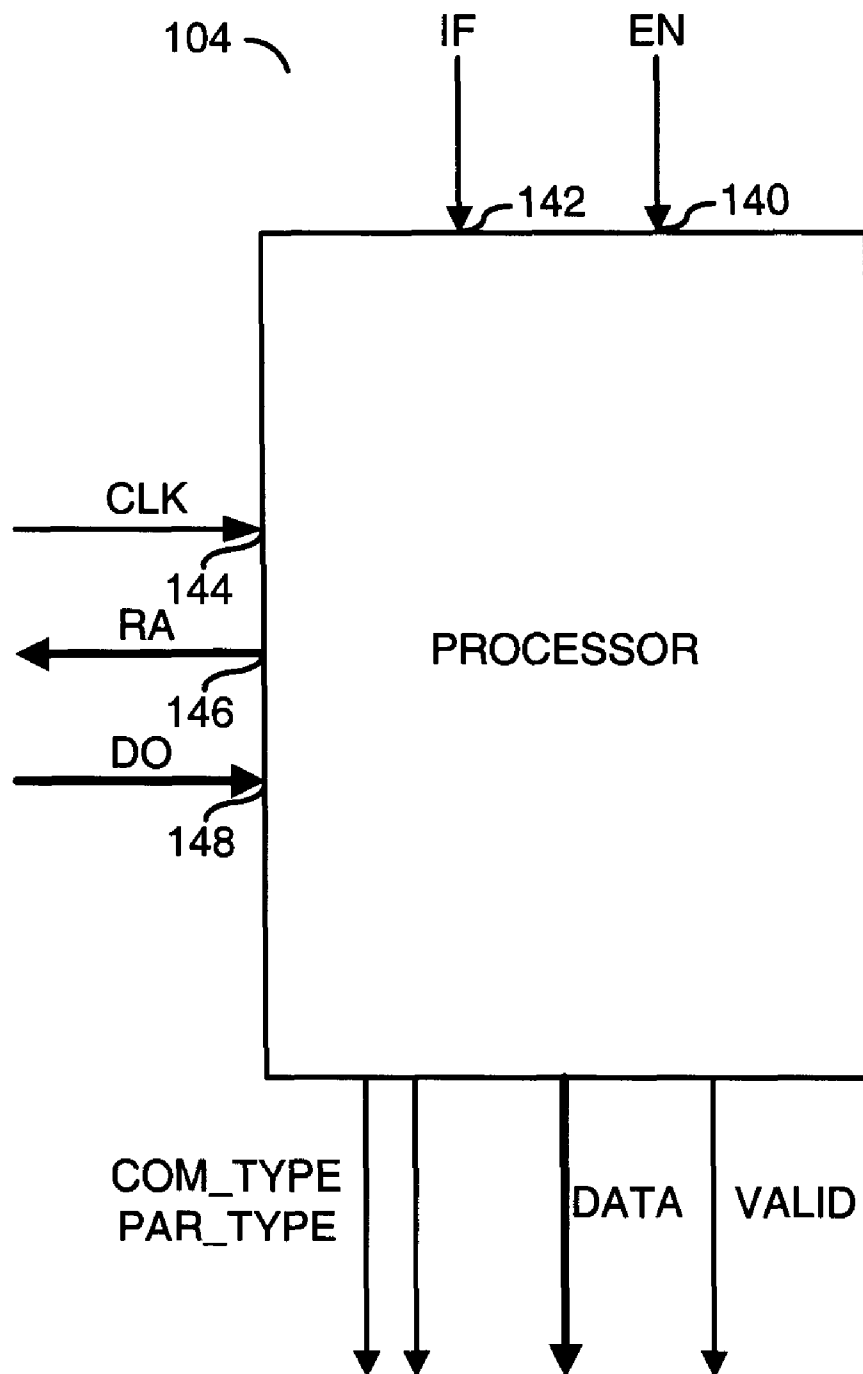 104
IF
EN
142
140
CLK
144
RA
146
DO
148
PROCESSOR
COM_TYPE
PAR_TYPE
DATA
VALID